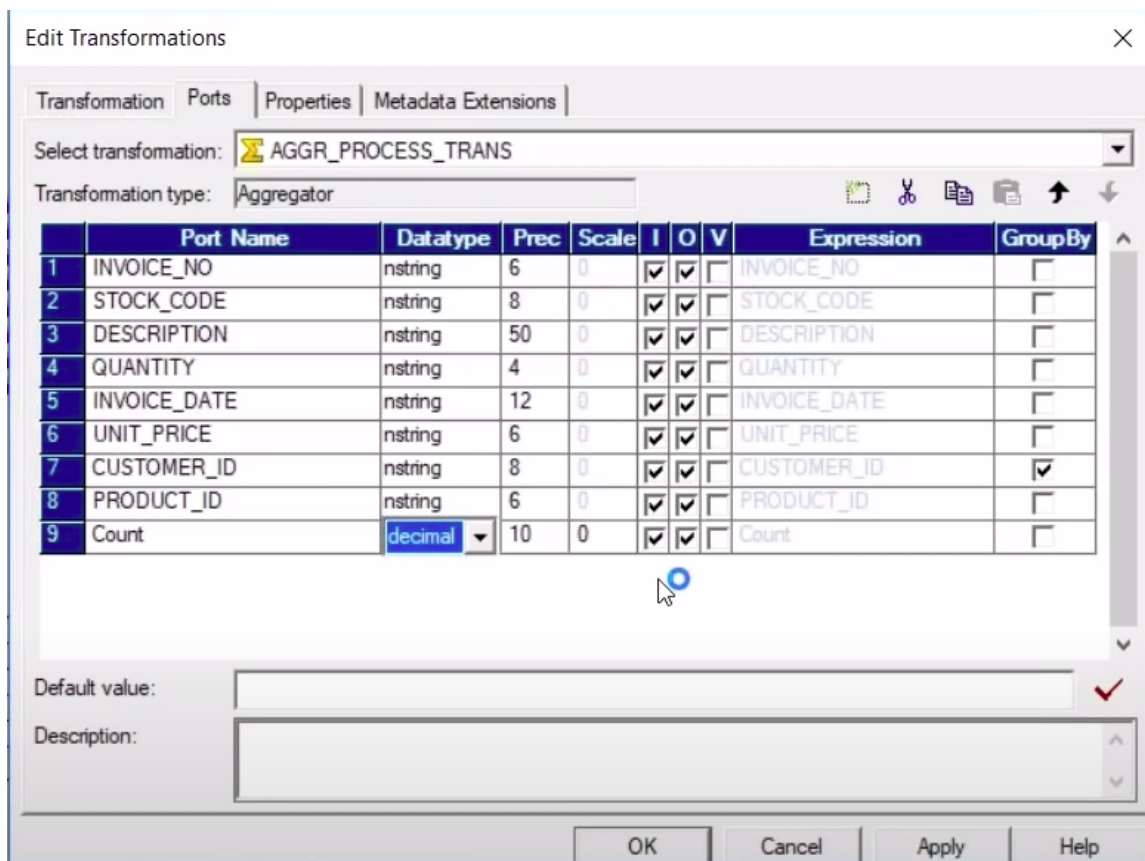 Edit Transformations
Transformation Ports Properties Metadata Extensions
Select transformation: AGGR_PROCESS_TRANS
Transformation type: Aggregator
Port Name Datatype Prec Scale I O V Expression GroupBy
1 INVOICE_NO nstring 6 0 INVOICE_NO
2 STOCK_CODE nstring 8 0 STOCK_CODE
3 DESCRIPTION nstring 50 0 DESCRIPTION
4 QUANTITY nstring 4 0 QUANTITY
5 INVOICE_DATE nstring 12 0 INVOICE_DATE
6 UNIT_PRICE nstring 6 0 UNIT_PRICE
7 CUSTOMER_ID nstring 8 0 CUSTOMER_ID
8 PRODUCT_ID nstring 6 0 PRODUCT_ID
9 Count decimal 10 0 Count
Default value:
Description:
OK Cancel Apply Help